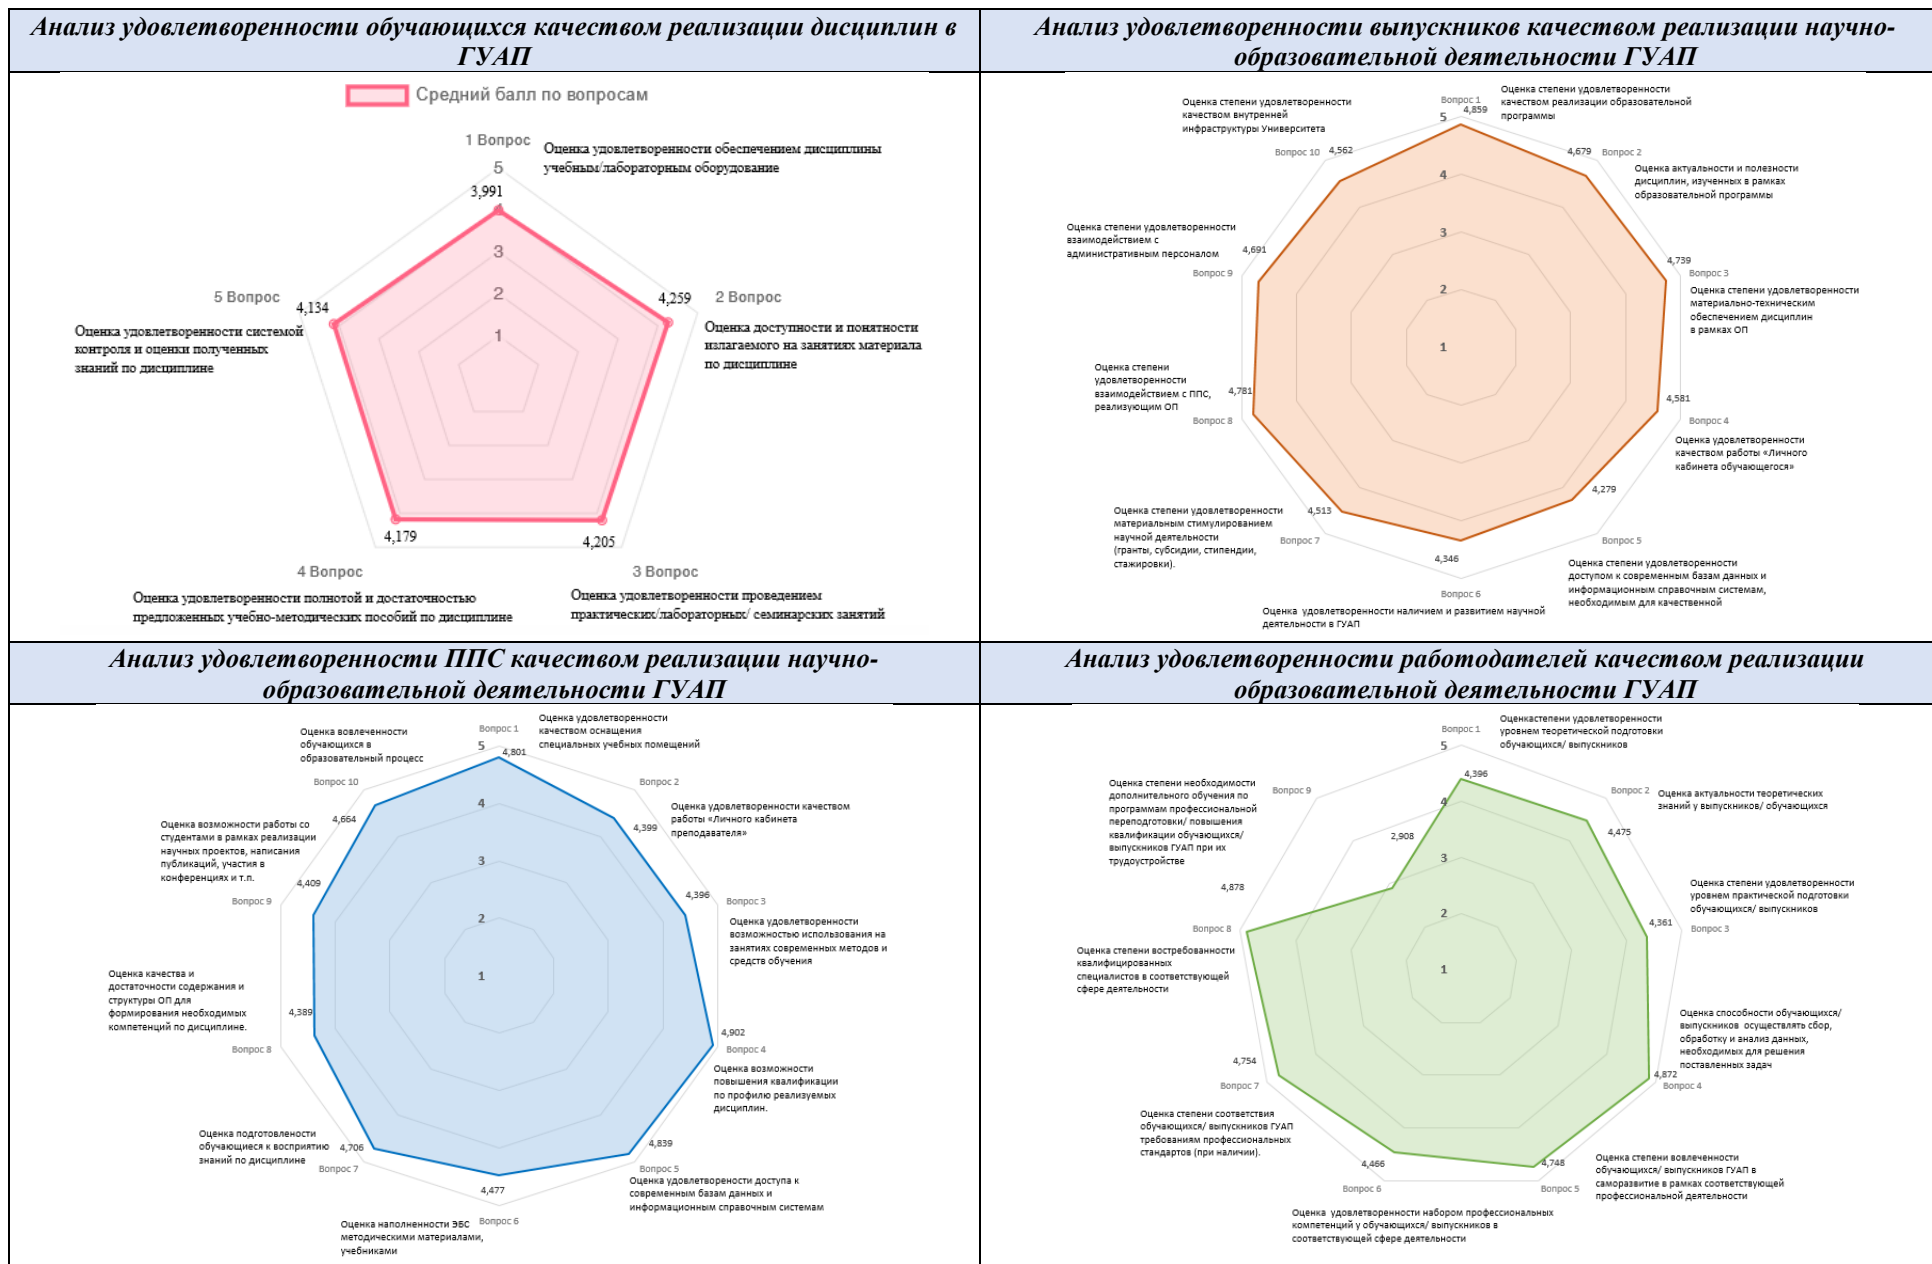 Анализ удовлетворенности обучающихся качеством реализации дисциплин в
ГУАП
Средний балл по вопросам
1 Вопрос
Оценка удовлетворенности обеспечением дисциплины
учебным/лабораторным оборудование
5
3,991
4
3
2
1
2 Вопрос
4,259
Оценка доступности и понятности
излагаемого на занятиях материала
по дисциплине
5 Вопрос
4,134
Оценка удовлетворенности системой
контроля и оценки полученных
знаний по дисциплине
4,179
4,205
4 Вопрос
Оценка удовлетворенности полнотой и достаточностью
предложенных учебно-методических пособий по дисциплине
3 Вопрос
Оценка удовлетворенности проведением
практических/лабораторных/ семинарских занятий
Анализ удовлетворенности выпускников качеством реализации научно-
образовательной деятельности ГУАП
Вопрос 1
4,859
Оценка степени удовлетворенности
качеством реализации образовательной
программы
5
4
3
2
1
4,679
Вопрос 2
Оценка актуальности и полезности
дисциплин, изученных в рамках
образовательной программы
4,739
Вопрос 3
Оценка степени удовлетворенности
материально-техническим
обеспечением дисциплин
в рамках ОП
4,581
Вопрос 4
Оценка удовлетворенности
качеством работы «Личного
кабинета обучающегося»
4,279
Вопрос 5
Оценка степени удовлетворенности
доступом к современным базам данных и
информационным справочным системам,
необходимым для качественной
4,346
Вопрос 6
Оценка  удовлетворенности наличием и развитием научной
деятельности в ГУАП
4,513
Вопрос 7
Оценка степени удовлетворенности
материальным стимулированием
научной деятельности
(гранты, субсидии, стипендии,
стажировки).
4,781
Вопрос 8
Оценка степени
удовлетворенности
взаимодействием с ППС,
реализующим ОП
4,691
Вопрос 9
Оценка степени удовлетворенности
взаимодействием с
административным персоналом
4,562
Вопрос 10
Оценка степени удовлетворенности
качеством внутренней
инфраструктуры Университета
Анализ удовлетворенности ППС качеством реализации научно-
образовательной деятельности ГУАП
Вопрос 1
4,801
Оценка удовлетворенности
качеством оснащения
специальных учебных помещений
5
4
3
2
1
Вопрос 2
4,399
Оценка удовлетворенности качеством
работы «Личного кабинета
преподавателя»
4,396
Вопрос 3
Оценка удовлетворенности
возможностью использования на
занятиях современных методов и
средств обучения
4,902
Вопрос 4
Оценка возможности
повышения квалификации
по профилю реализуемых
дисциплин.
4,839
Вопрос 5
Оценка удовлетворености доступа к
современным базам данных и
информационным справочным системам
4,477
Вопрос 6
Оценка наполненности ЭБС
методическими материалами,
учебниками
4,706
Вопрос 7
Оценка подготовлености
обучающиеся к восприятию
знаний по дисциплине
4,389
Вопрос 8
Оценка качества и
достаточности содержания и
структуры ОП для
формирования необходимых
компетенций по дисциплине.
4,409
Вопрос 9
Оценка возможности работы со
студентами в рамках реализации
научных проектов, написания
публикаций, участия в
конференциях и т.п.
4,664
Вопрос 10
Оценка вовлеченности
обучающихся в
образовательный процесс
Анализ удовлетворенности работодателей качеством реализации
образовательной деятельности ГУАП
Вопрос 1
4,396
Оценкастепени удовлетворенности
уровнем теоретической подготовки
обучающихся/ выпускников
5
4
3
2
1
Вопрос 2
4,475
Оценка актуальности теоретических
знаний у выпускников/ обучающихся
4,361
Вопрос 3
Оценка степени удовлетворенности
уровнем практической подготовки
обучающихся/ выпускников
4,872
Вопрос 4
Оценка способности обучающихся/
выпускников  осуществлять сбор,
обработку и анализ данных,
необходимых для решения
поставленных задач
4,748
Вопрос 5
Оценка степени вовлеченности
обучающихся/ выпускников ГУАП в
саморазвитие в рамках соответствующей
профессиональной деятельности
4,466
Вопрос 6
Оценка  удовлетворенности набором профессиональных
компетенций у обучающихся/ выпускников в
соответствующей сфере деятельности
4,754
Вопрос 7
Оценка степени соответствия
обучающихся/ выпускников ГУАП
требованиям профессиональных
стандартов (при наличии).
4,878
Вопрос 8
Оценка степени востребованности
квалифицированных
специалистов в соответствующей
сфере деятельности
2,908
Вопрос 9
Оценка степени необходимости
дополнительного обучения по
программам профессиональной
переподготовки/ повышения
квалификации обучающихся/
выпускников ГУАП при их
трудоустройстве